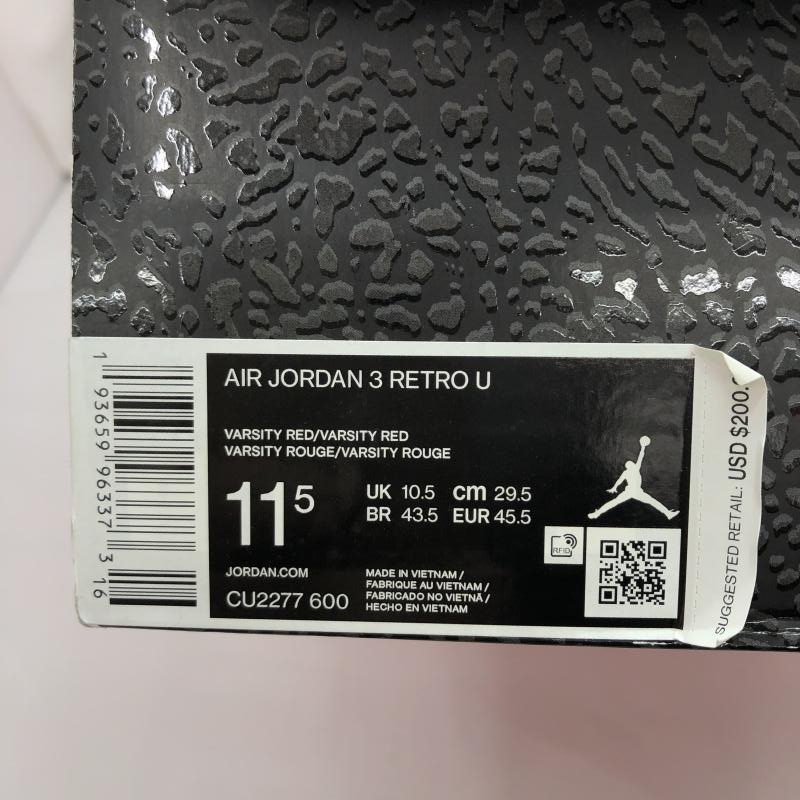 AIR JORDAN 3 RETRO U
VARSITY RED/VARSITY RED
VARSITY ROUGE/VARSITY ROUGE
11 5
UK 10.5 cm 29.5
BR 43.5 EUR 45.5
RFID
JORDAN.COM
CU2277 600
MADE IN VIETNAM /
FABRIQUE AU VIETNAM /
FABRICADO NO VIETNÃ /
HECHO EN VIETNAM
1 93659 96337 3 16
SUGGESTED RETAIL: USD $200.